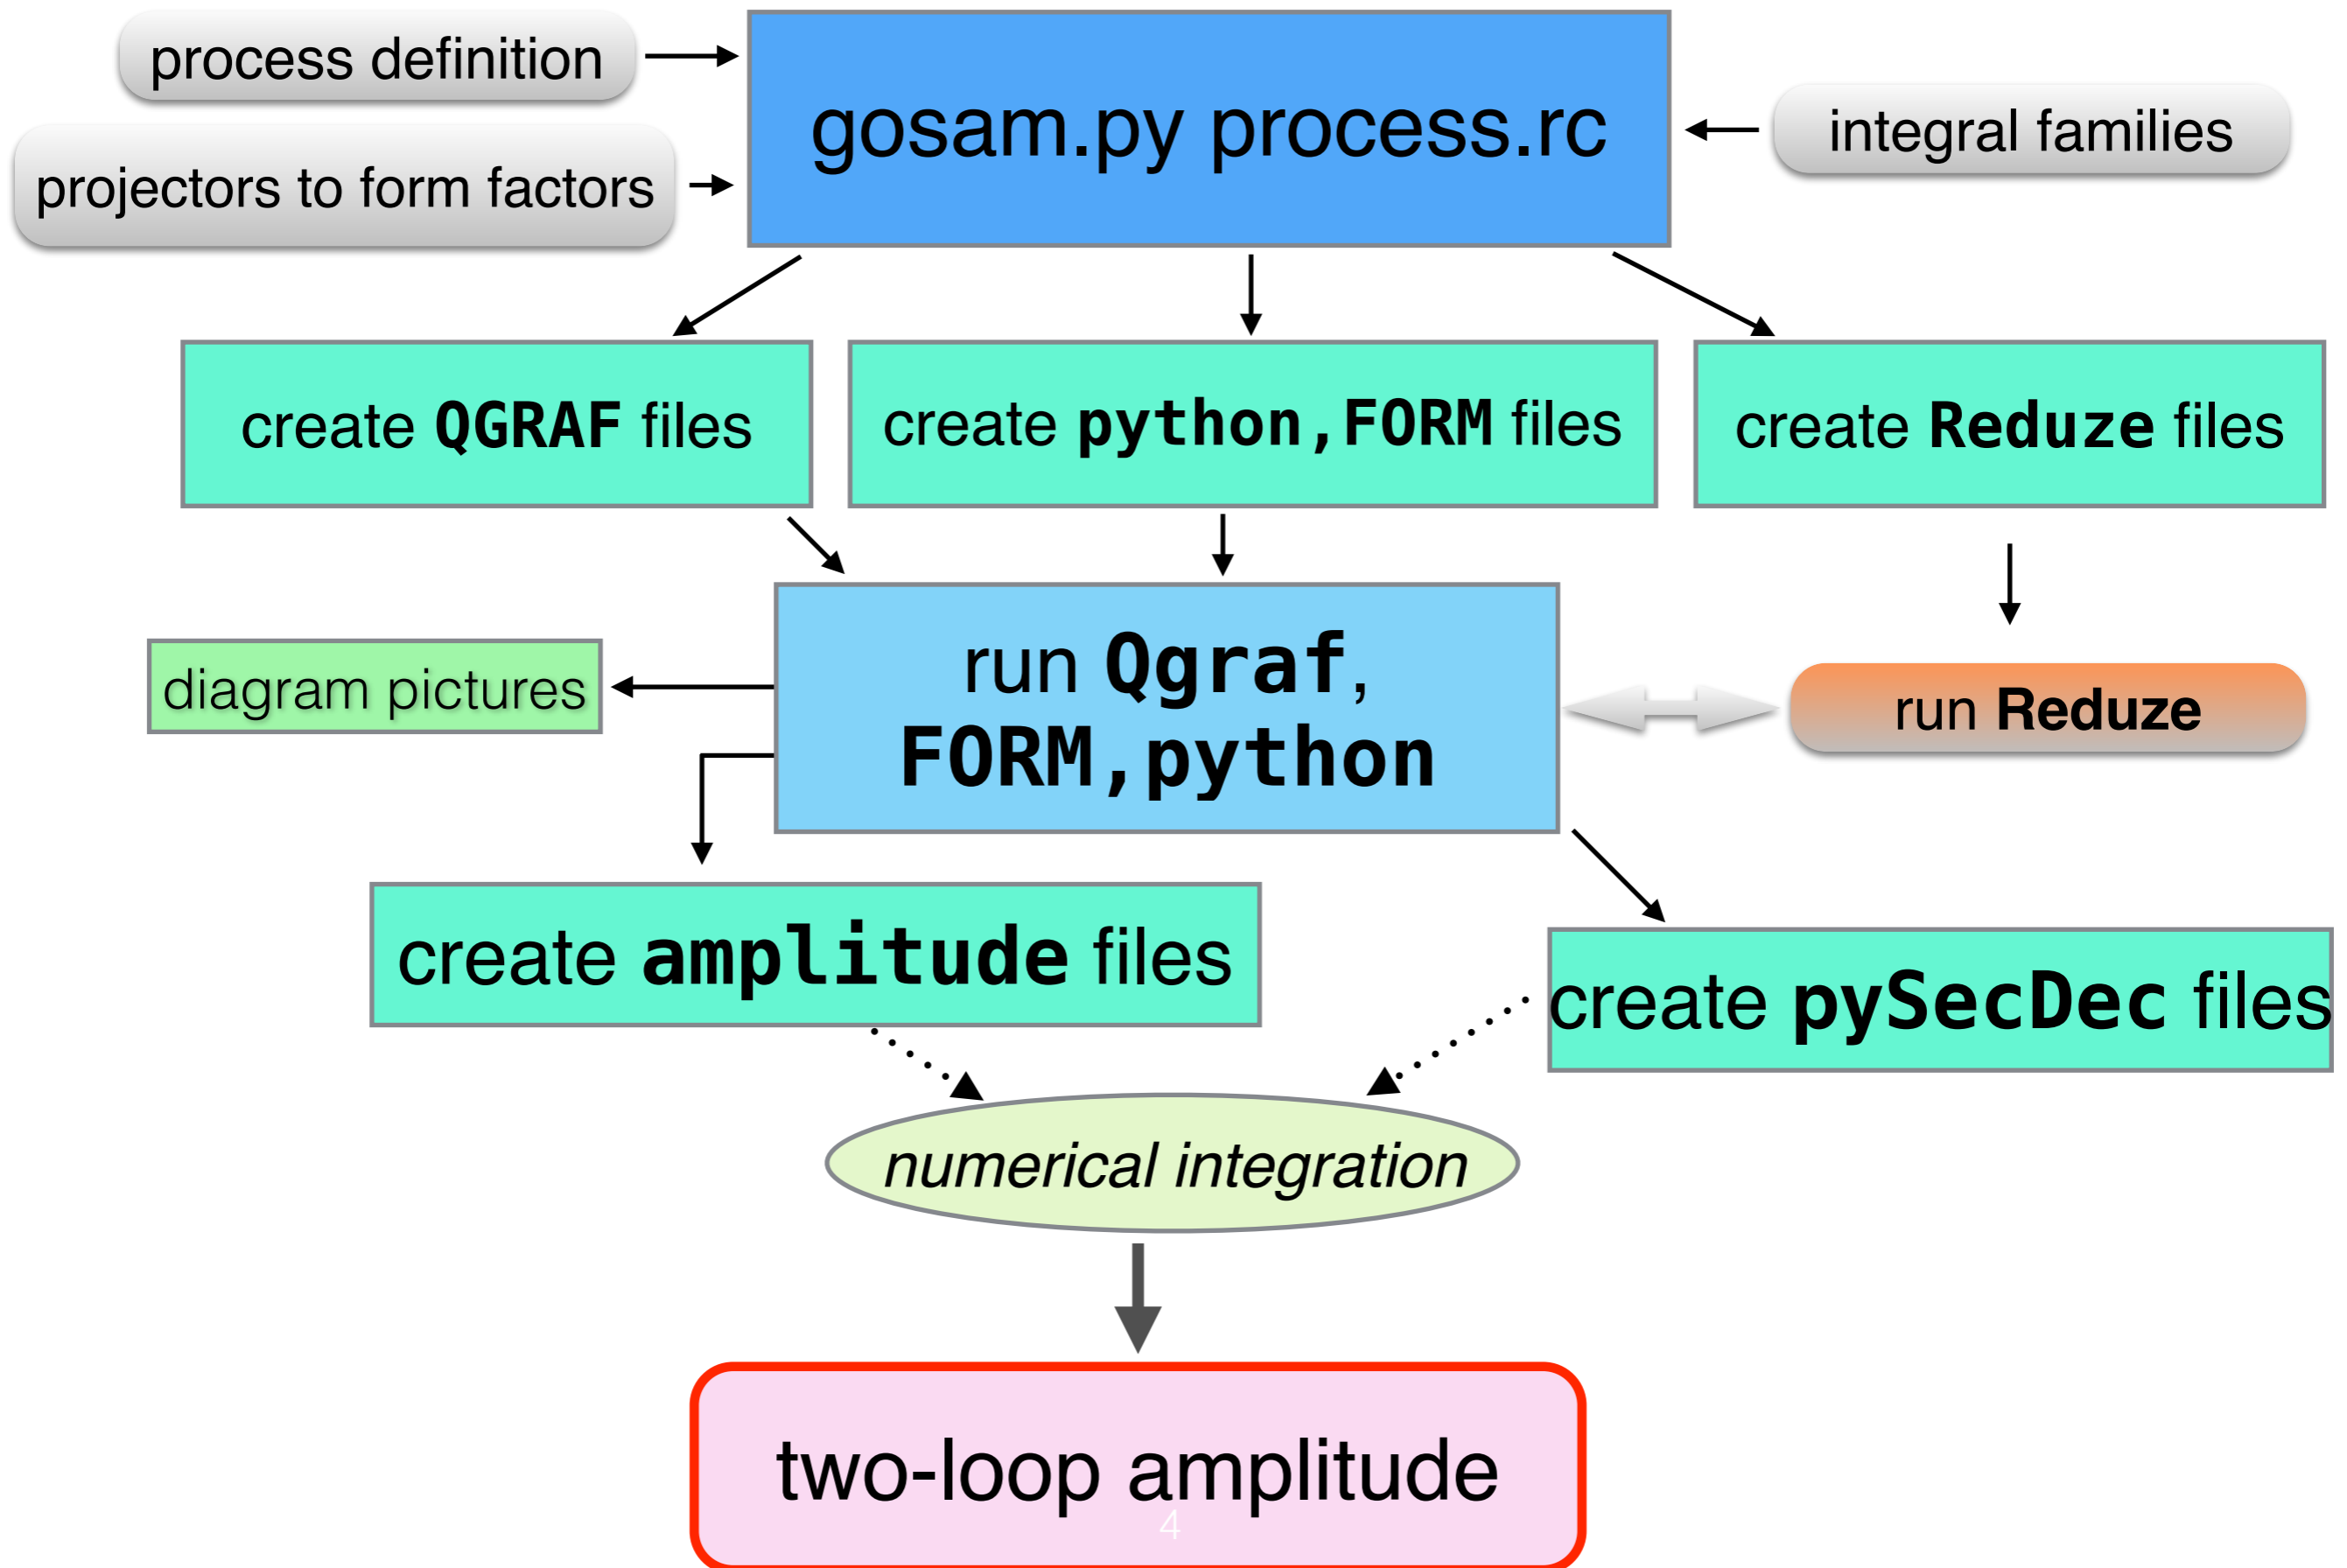 process definition
gosam.py process.rc
integral families
projectors to form factors
create QGRAF files
create python,FORM files
create Reduze files
run Qgraf,
FORM,python
diagram pictures
run Reduze
create amplitude files
create pySecDec files
numerical integration
two-loop amplitude
4